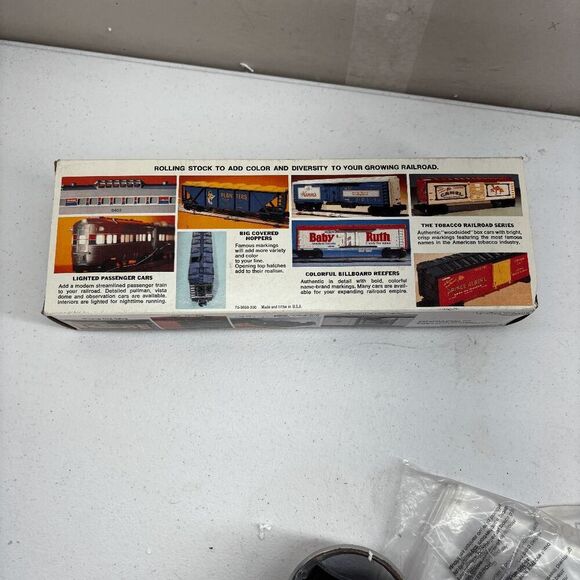 ROLLING STOCK TO ADD COLOR AND DIVERSITY TO YOUR GROWING RAILROAD.
LIGHTED PASSENGER CARS
Add a modern streamlined passenger train
to your railroad. Detailed pullman, vista
dome and observation cars are available.
Interiors are lighted for nighttime running.
PLANTERS
BIG COVERED
HOPPERS
Famous markings
will add more variety
and color
to your line.
Opening top hatches
add to their realism.
Baby Ruth
COLORFUL BILLBOARD REEFERS
Authentic in detail with bold, colorful
name-brand markings. Many cars are avail-
able for your expanding railroad empire.
CAMEL
THE TOBACCO RAILROAD SERIES
Authentic "woodsided" box cars with bright,
crisp markings featuring the most famous
names in the American tobacco industry.
PRINCE ALBERT
Made and litho in U.S.A.